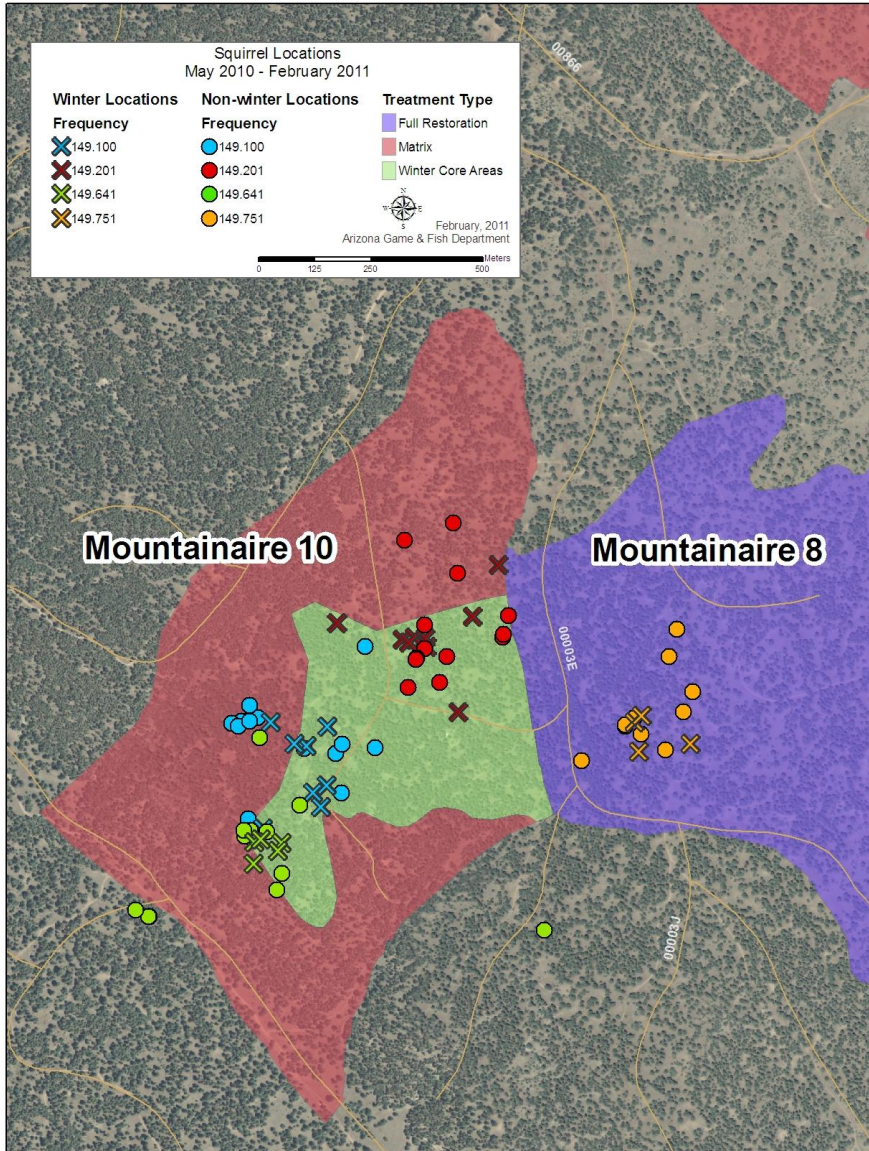 Squirrel Locations
May 2010 - February 2011
Winter Locations
Frequency
149.100
149.201
149.641
149.751
Non-winter Locations
Frequency
149.100
149.201
149.641
149.751
Treatment Type
Full Restoration
Matrix
Winter Core Areas
N
W E
S
February, 2011
Arizona Game & Fish Department
Meters
0 125 250 500
00866
Mountainaire 10
Mountainaire 8
00003E
00003J